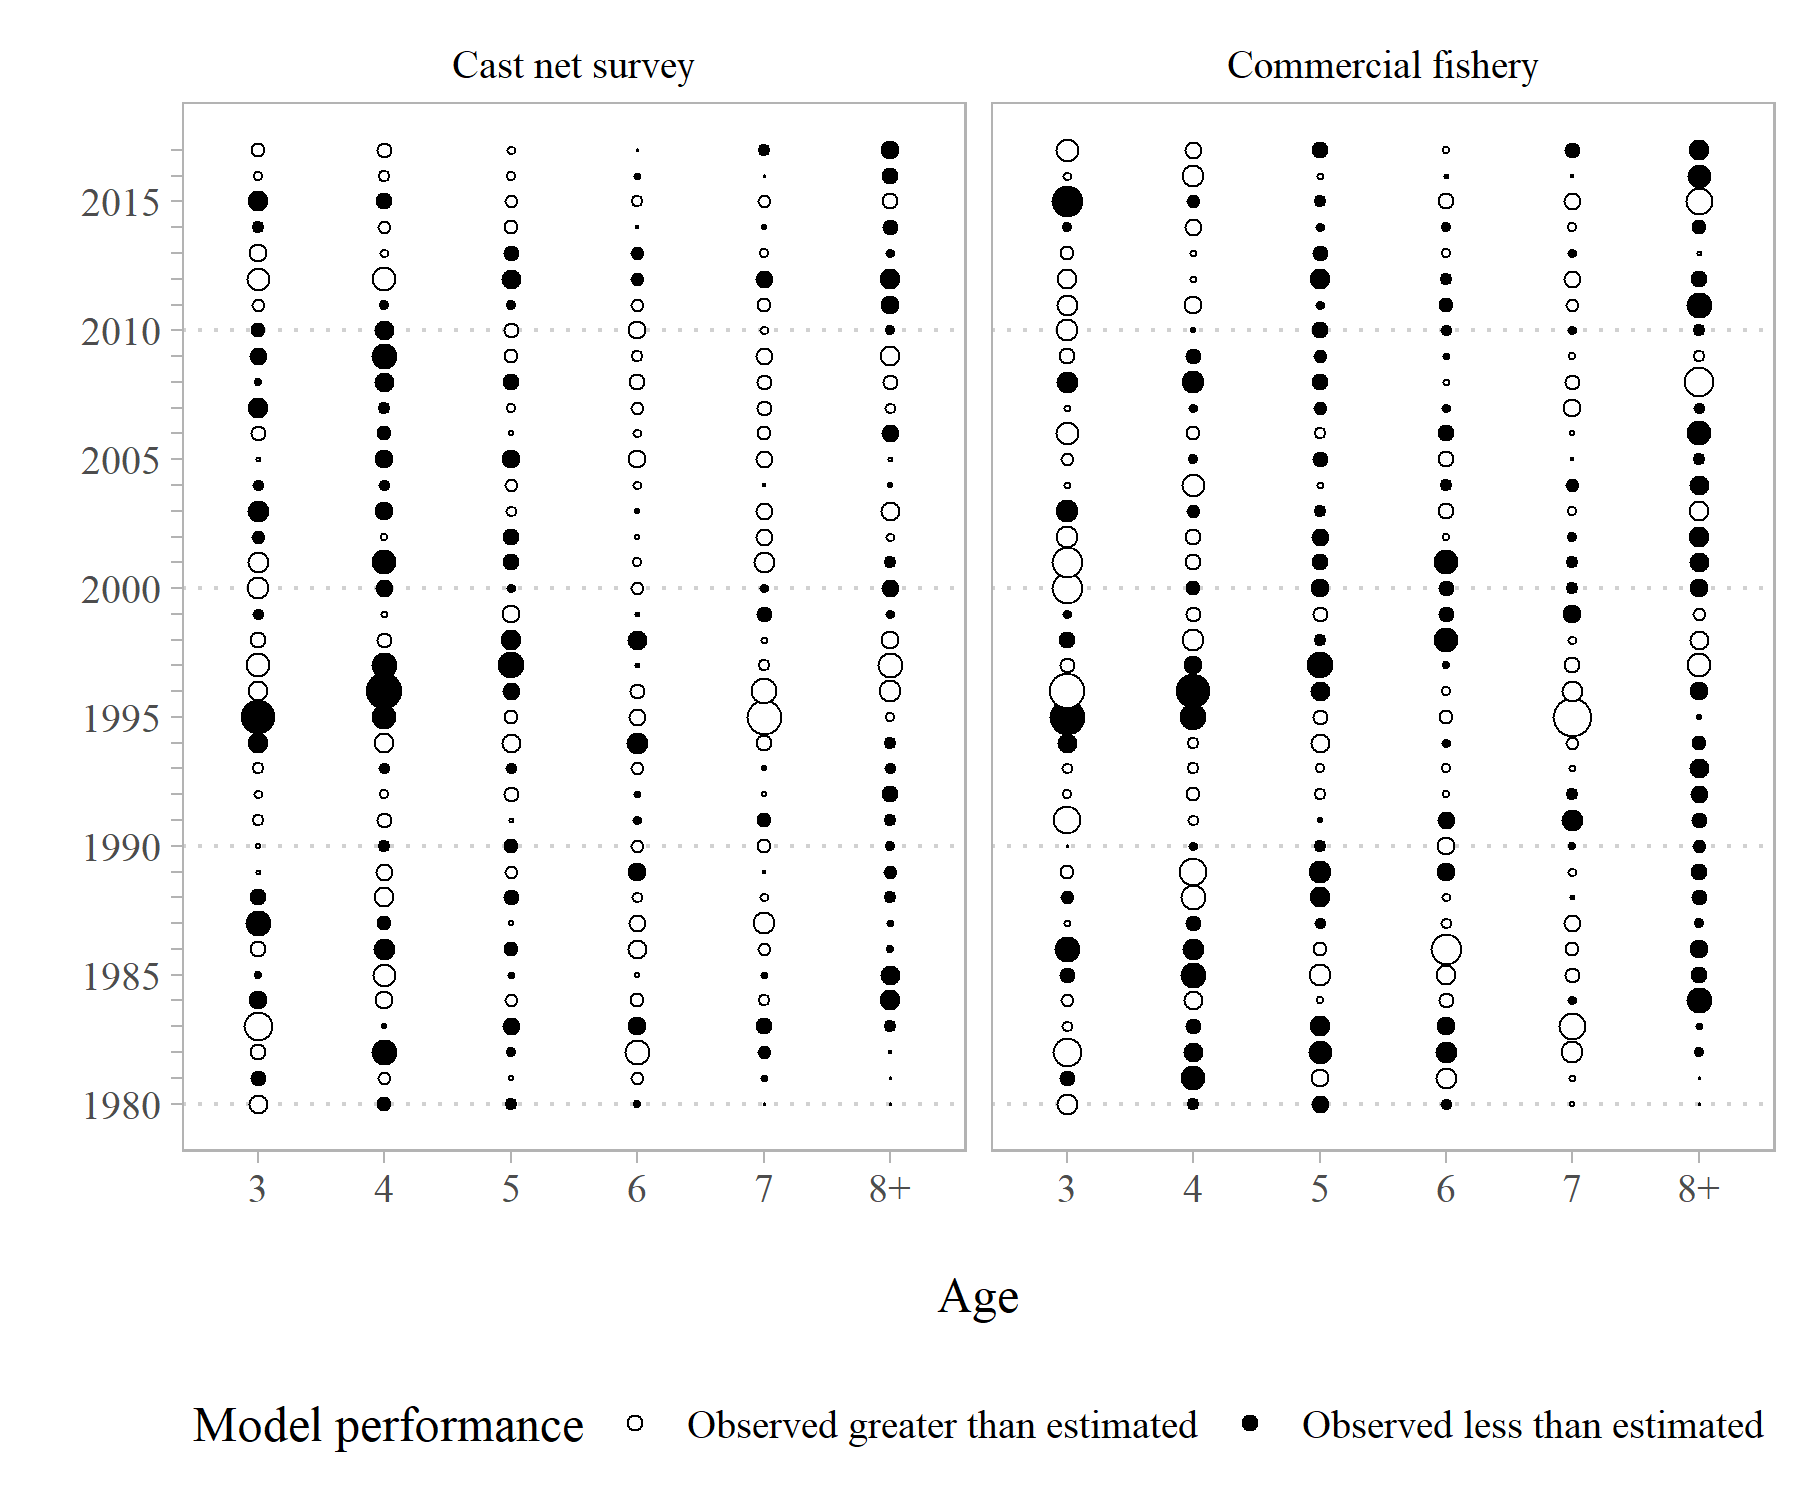 Cast net survey Commercial fishery
2015
2010
2005
2000
1995
1990
1985
1980
3 4 5 6 7 8+ 3 4 5 6 7 8+
Age
Model performance Observed greater than estimated Observed less than estimated